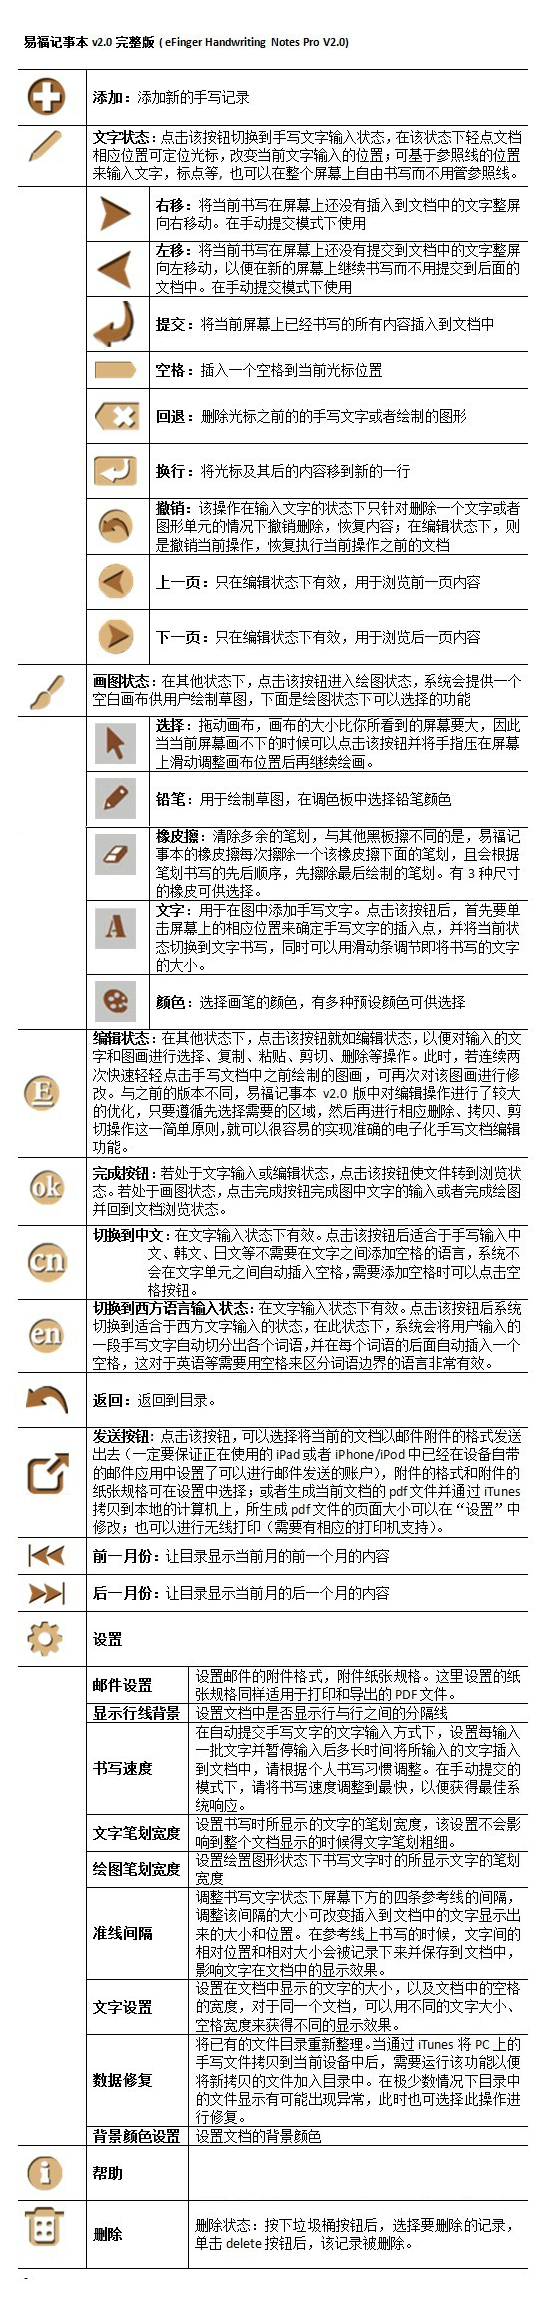 易福记事本 v2.0 完整版 ( eFinger Handwriting Notes Pro V2.0)
添加：添加新的手写记录
文字状态：点击该按钮切换到手写文字输入状态，在该状态下轻点文档
相应位置可定位光标，改变当前文字输入的位置；可基于参照线的位置
来输入文字，标点等，也可以在整个屏幕上自由书写而不用管参照线。
右移：将当前书写在屏幕上还没有插入到文档中的文字整屏
向右移动。在手动提交模式下使用
左移：将当前书写在屏幕上还没有提交到文档中的文字整屏
向左移动，以便在新的屏幕上继续书写而不用提交到后面的
文档中。在手动提交模式下使用
提交：将当前屏幕上已经书写的所有内容插入到文档中
空格：插入一个空格到当前光标位置
回退：删除光标之前的的手写文字或者绘制的图形
换行：将光标及其后的内容移到新的一行
撤销：该操作在输入文字的状态下只针对删除一个文字或者
图形单元的情况下撤销删除，恢复内容；在编辑状态下，则
是撤销当前操作，恢复执行当前操作之前的文档
上一页：只在编辑状态下有效，用于浏览前一页内容
下一页：只在编辑状态下有效，用于浏览后一页内容
画图状态：在其他状态下，点击该按钮进入绘图状态，系统会提供一个
空白画布供用户绘制草图，下面是绘图状态下可以选择的功能
选择：拖动画布，画布的大小比你所看到的屏幕要大，因此
当当前屏幕画不下的时候可以点击该按钮并将手指压在屏幕
上滑动调整画布位置后再继续绘画。
铅笔：用于绘制草图，在调色板中选择铅笔颜色
橡皮擦：清除多余的笔划，与其他黑板擦不同的是，易福记
事本的橡皮擦每次擦除一个该橡皮擦下面的笔划，且会根据
笔划书写的先后顺序，先擦除最后绘制的笔划。有 3 种尺寸
的橡皮可供选择。
A
文字：用于在图中添加手写文字。点击该按钮后，首先要单
击屏幕上的相应位置来确定手写文字的插入点，并将当前状
态切换到文字书写，同时可以用滑动条调节即将书写的文字
的大小。
颜色：选择画笔的颜色，有多种预设颜色可供选择
E
编辑状态：在其他状态下，点击该按钮就如编辑状态，以便对输入的文
字和图画进行选择、复制、粘贴、剪切、删除等操作。此时，若连续两
次快速轻轻点击手写文档中之前绘制的图画，可再次对该图画进行修
改。与之前的版本不同，易福记事本 v2.0 版中对编辑操作进行了较大
的优化，只要遵循先选择需要的区域，然后再进行相应删除、拷贝、剪
切操作这一简单原则，就可以很容易的实现准确的电子化手写文档编辑
功能。
ok
完成按钮：若处于文字输入或编辑状态，点击该按钮使文件转到浏览状
态。若处于画图状态，点击完成按钮完成图中文字的输入或者完成绘图
并回到文档浏览状态。
cn
切换到中文：在文字输入状态下有效。点击该按钮后适合于手写输入中
文、韩文、日文等不需要在文字之间添加空格的语言，系统不
会在文字单元之间自动插入空格，需要添加空格时可以点击空
格按钮。
en
切换到西方语言输入状态：在文字输入状态下有效。点击该按钮后系统
切换到适合于西方文字输入的状态，在此状态下，系统会将用户输入的
一段手写文字自动切分出各个词语，并在每个词语的后面自动插入一个
空格，这对于英语等需要用空格来区分词语边界的语言非常有效。
返回：返回到目录。
发送按钮：点击该按钮，可以选择将当前的文档以邮件附件的格式发送
出去（一定要保证正在使用的 iPad 或者 iPhone/iPod 中已经在设备自带
的邮件应用中设置了可以进行邮件发送的账户），附件的格式和附件的
纸张规格可在设置中选择；或者生成当前文档的 pdf 文件并通过 iTunes
拷贝到本地的计算机上，所生成 pdf 文件的页面大小可以在“设置”中
修改；也可以进行无线打印（需要有相应的打印机支持）。
前一月份：让目录显示当前月的前一个月的内容
后一月份：让目录显示当前月的后一个月的内容
设置
邮件设置
设置邮件的附件格式，附件纸张规格。这里设置的纸
张规格同样适用于打印和导出的 PDF 文件。
显示行线背景
设置文档中是否显示行与行之间的分隔线
书写速度
在自动提交手写文字的文字输入方式下，设置每输入
一批文字并暂停输入后多长时间将所输入的文字插入
到文档中，请根据个人书写习惯调整。在手动提交的
模式下，请将书写速度调整到最快，以便获得最佳系
统响应。
文字笔划宽度
设置书写时所显示的文字的笔划宽度，该设置不会影
响到整个文档显示的时候得文字笔划粗细。
绘图笔划宽度
设置绘置图形状态下书写文字时的所显示文字的笔划
宽度
准线间隔
调整书写文字状态下屏幕下方的四条参考线的间隔，
调整该间隔的大小可改变插入到文档中的文字显示出
来的大小和位置。在参考线上书写的时候，文字间的
相对位置和相对大小会被记录下来并保存到文档中，
影响文字在文档中的显示效果。
文字设置
设置在文档中显示的文字的大小，以及文档中的空格
的宽度，对于同一个文档，可以用不同的文字大小、
空格宽度来获得不同的显示效果。
数据修复
将已有的文件目录重新整理。当通过 iTunes 将 PC 上的
手写文件拷贝到当前设备中后，需要运行该功能以便
将新拷贝的文件加入目录中。在极少数情况下目录中
的文件显示有可能出现异常，此时也可选择此操作进
行修复。
背景颜色设置
设置文档的背景颜色
帮助
删除
删除状态：按下垃圾桶按钮后，选择要删除的记录，
单击 delete 按钮后，该记录被删除。